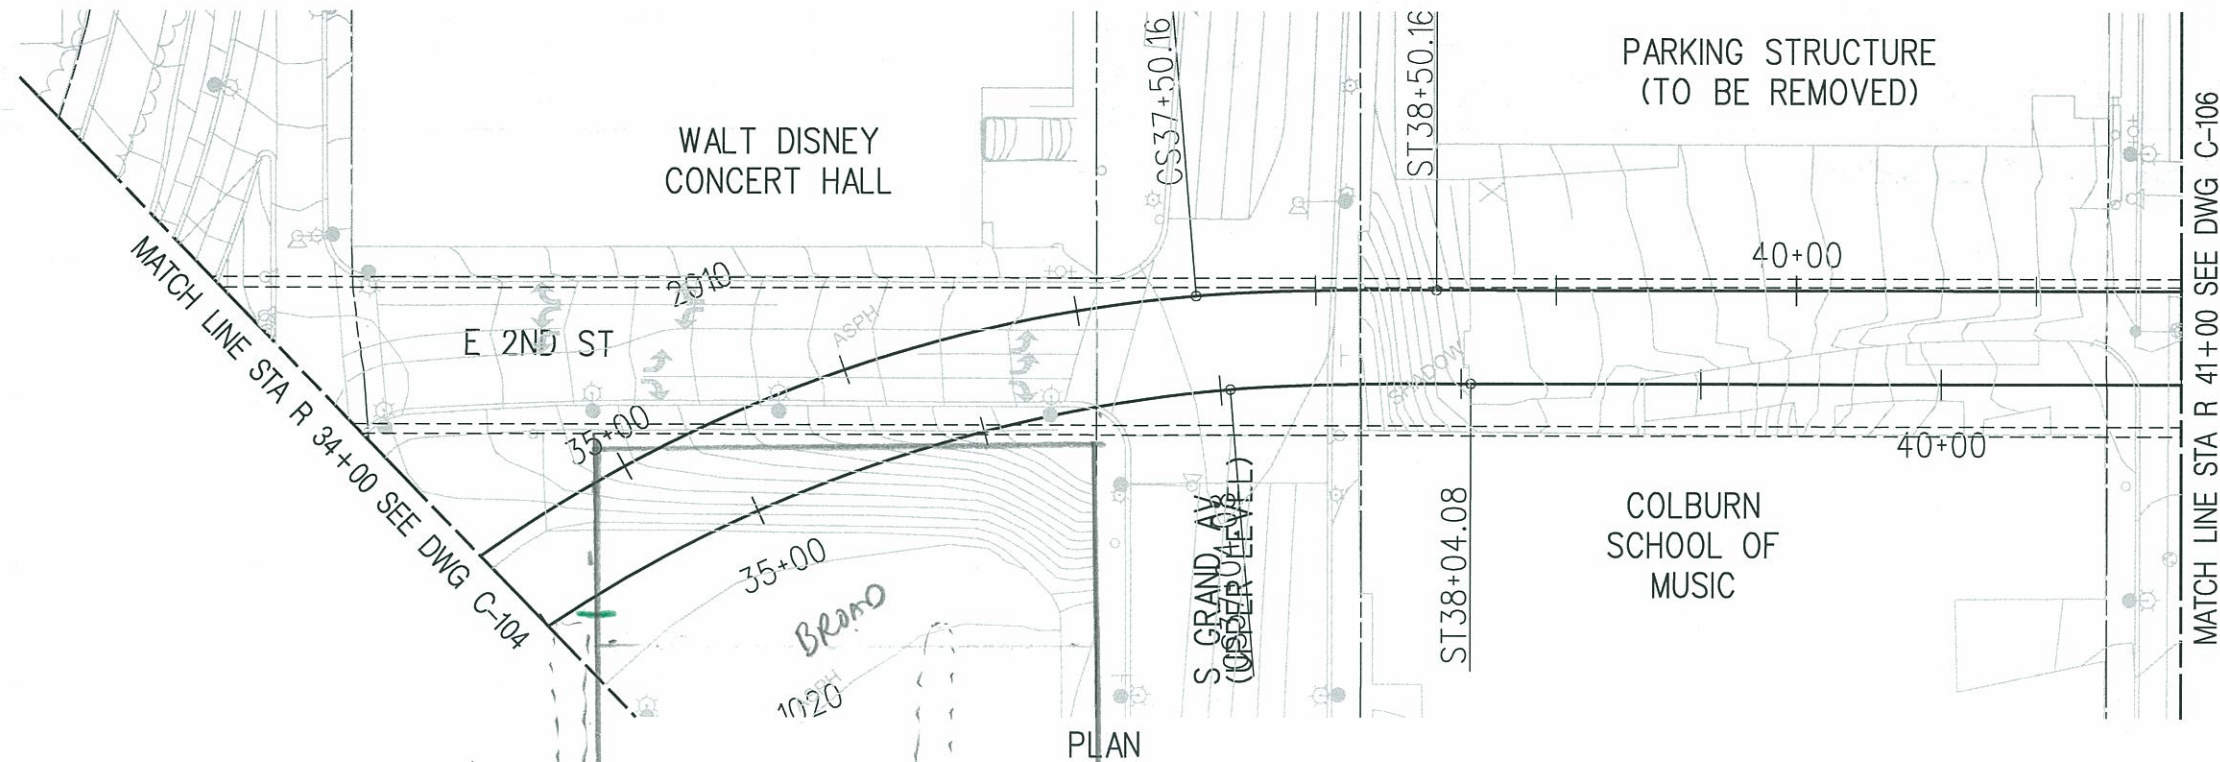 WALT DISNEY
CONCERT HALL
CS37+50.16
ST38+50.16
PARKING STRUCTURE
(TO BE REMOVED)
MATCH LINE STA R 41+00 SEE DWG C-106
MATCH LINE STA R 34+00 SEE DWG C-104
2010
E 2ND ST
ASPH
40+00
SHADOW
35+00
35+00
40+00
BROAD
1020
S GRAND AV
(UPPER LEVEL)
ST38+04.08
COLBURN
SCHOOL OF
MUSIC
PLAN